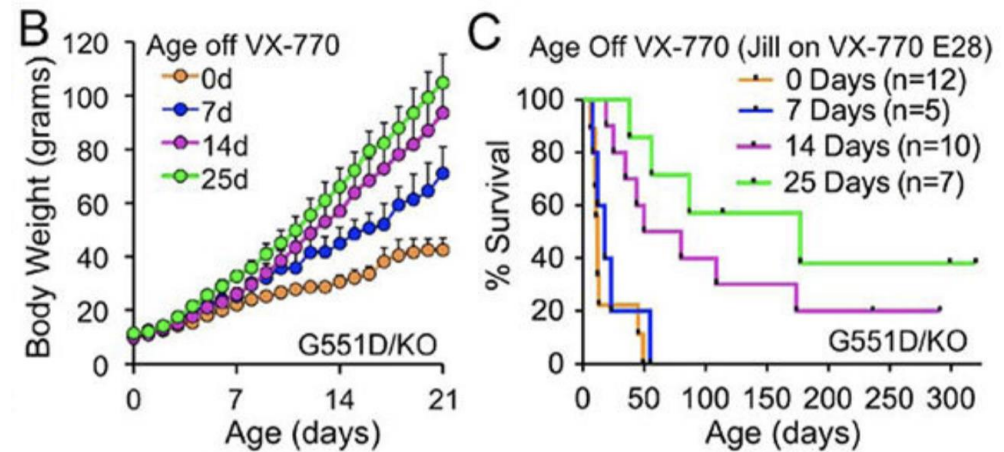 B
Age off VX-770
0d
7d
14d
25d
Body Weight (grams)
120
100
80
60
40
20
0
G551D/KO
0 7 14 21
Age (days)
C
Age Off VX-770 (Jill on VX-770 E28)
0 Days (n=12)
7 Days (n=5)
14 Days (n=10)
25 Days (n=7)
% Survival
100
80
60
40
20
0
G551D/KO
0 50 100 150 200 250 300
Age (days)